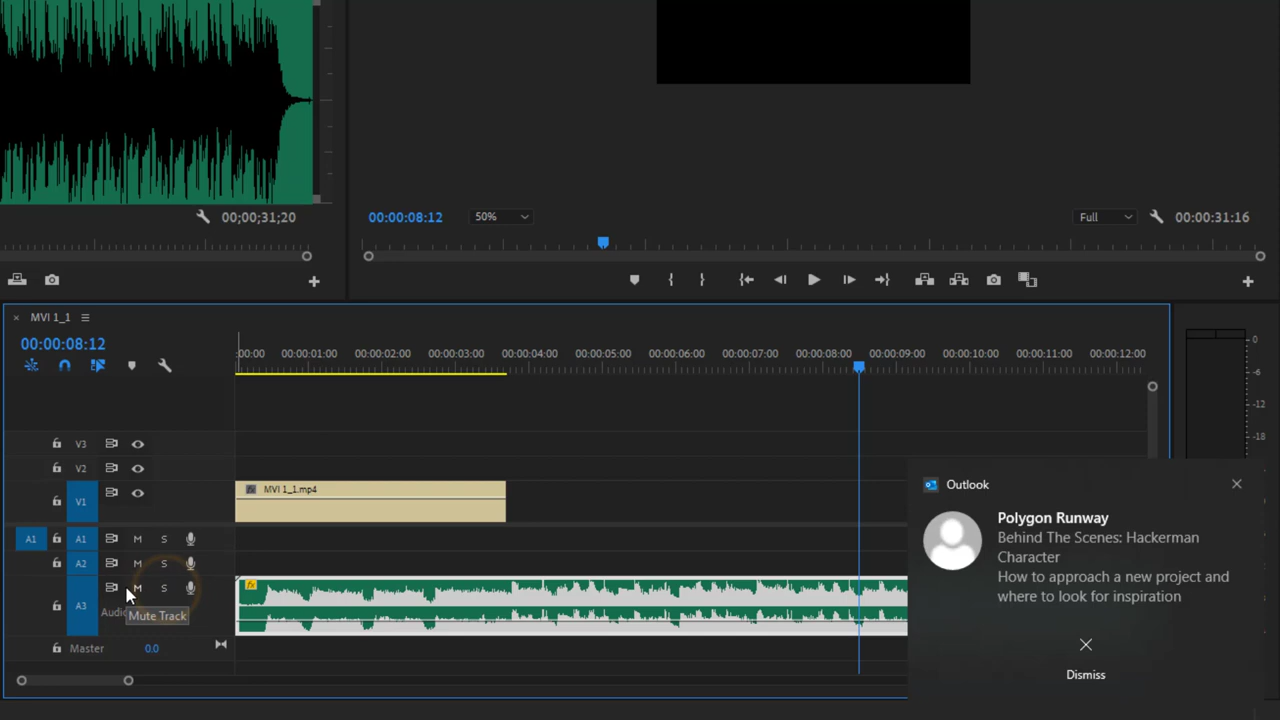 00;00;31;20
00:00:08:12
50%
Full
00:00:31:16
MVI 1_1
00:00:08:12
:00:00
00:00:01:00
00:00:02:00
00:00:03:00
00:00:04:00
00:00:05:00
00:00:06:00
00:00:07:00
00:00:08:00
00:00:09:00
00:00:10:00
00:00:11:00
00:00:12:00
0
-6
-12
-18
V3
V2
V1
fx MVI 1_1.mp4
A1 A1 M S
A2 M S
M S
A3
Audio
fx
Mute Track
Master 0.0
Outlook
Polygon Runway
Behind The Scenes: Hackerman
Character
How to approach a new project and
where to look for inspiration
Dismiss